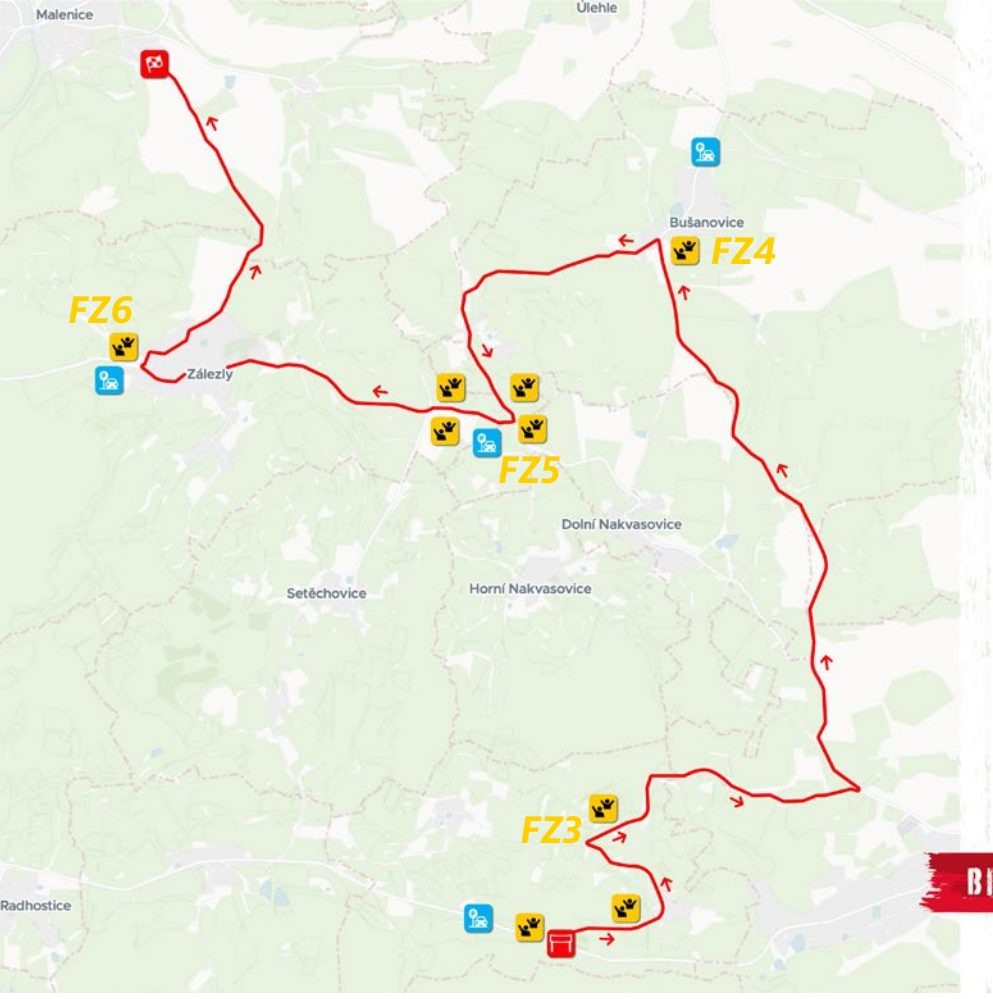 Malenice
Úlehle
Bušanovice
FZ4
FZ6
Zálezly
FZ5
Dolní Nakvasovice
Setěchovice
Horní Nakvasovice
FZ3
Radhostice